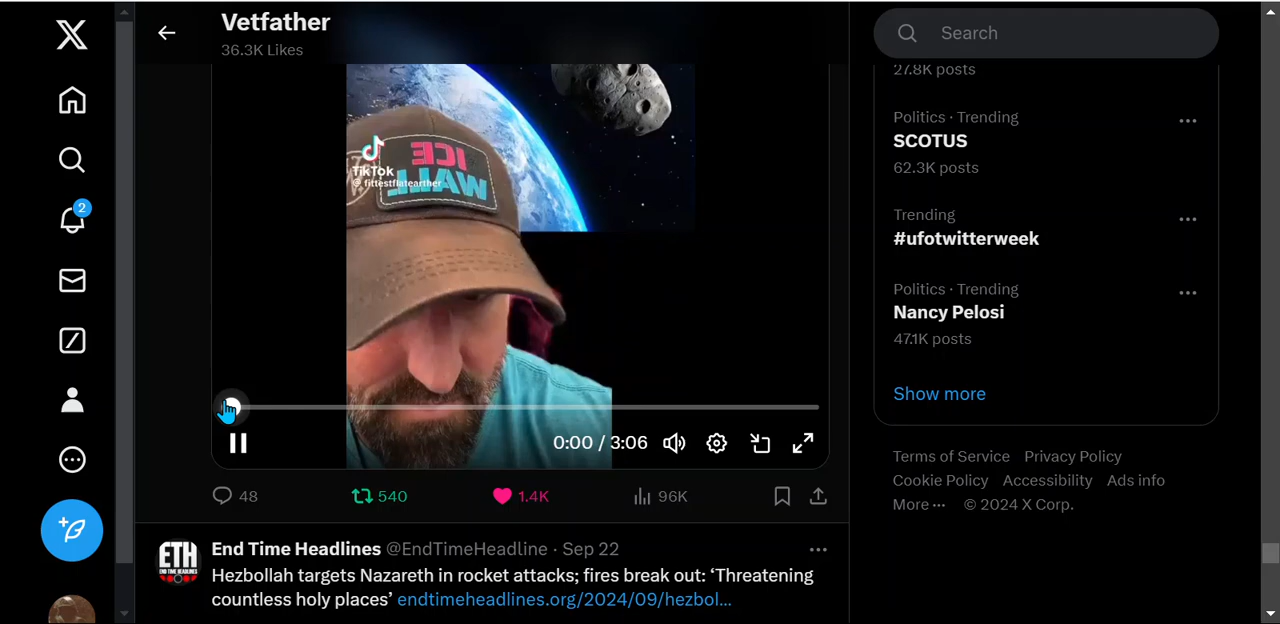 Vetfather
36.3K Likes
TikTok
@ fittestflatearther
ICE
WALL
0:00 / 3:06
48
540
1.4K
96K
ETH
END TIME HEADLINES
End Time Headlines @EndTimeHeadline · Sep 22
Hezbollah targets Nazareth in rocket attacks; fires break out: ‘Threatening
countless holy places’ endtimeheadlines.org/2024/09/hezbol...
2
Search
27.8K posts
Politics · Trending
SCOTUS
62.3K posts
Trending
#ufotwitterweek
Politics · Trending
Nancy Pelosi
47.1K posts
Show more
Terms of Service Privacy Policy
Cookie Policy Accessibility Ads info
More ··· © 2024 X Corp.